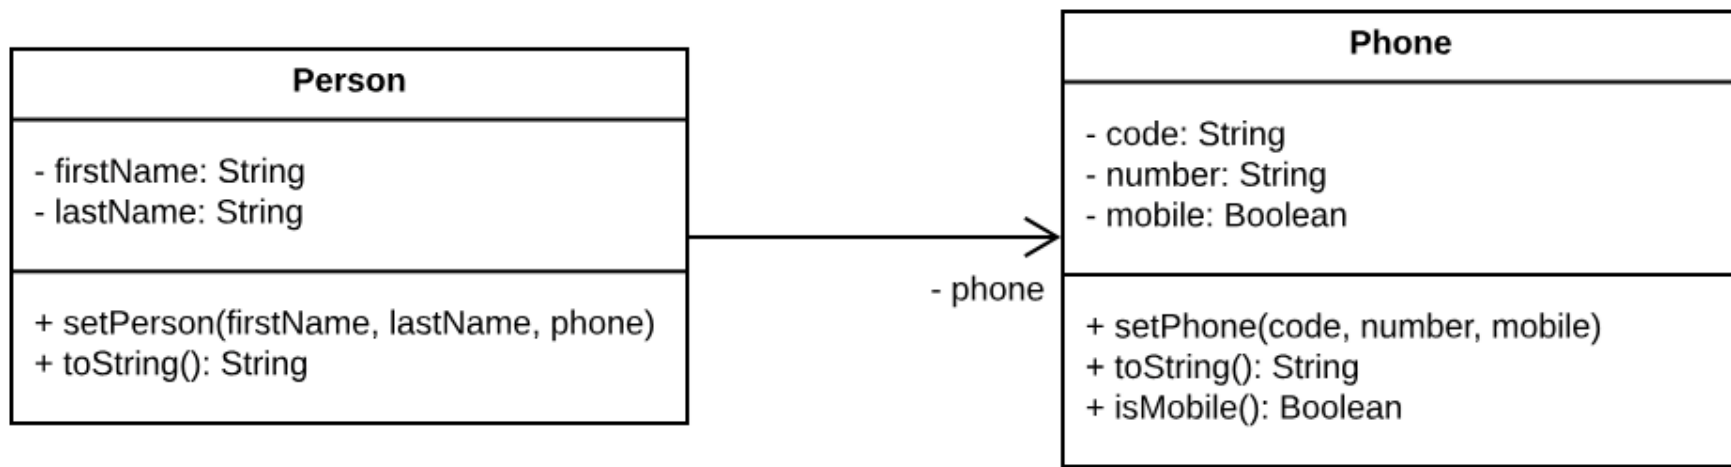 Person
- firstName: String
- lastName: String
+ setPerson(firstName, lastName, phone)
+ toString(): String
- phone
Phone
- code: String
- number: String
- mobile: Boolean
+ setPhone(code, number, mobile)
+ toString(): String
+ isMobile(): Boolean